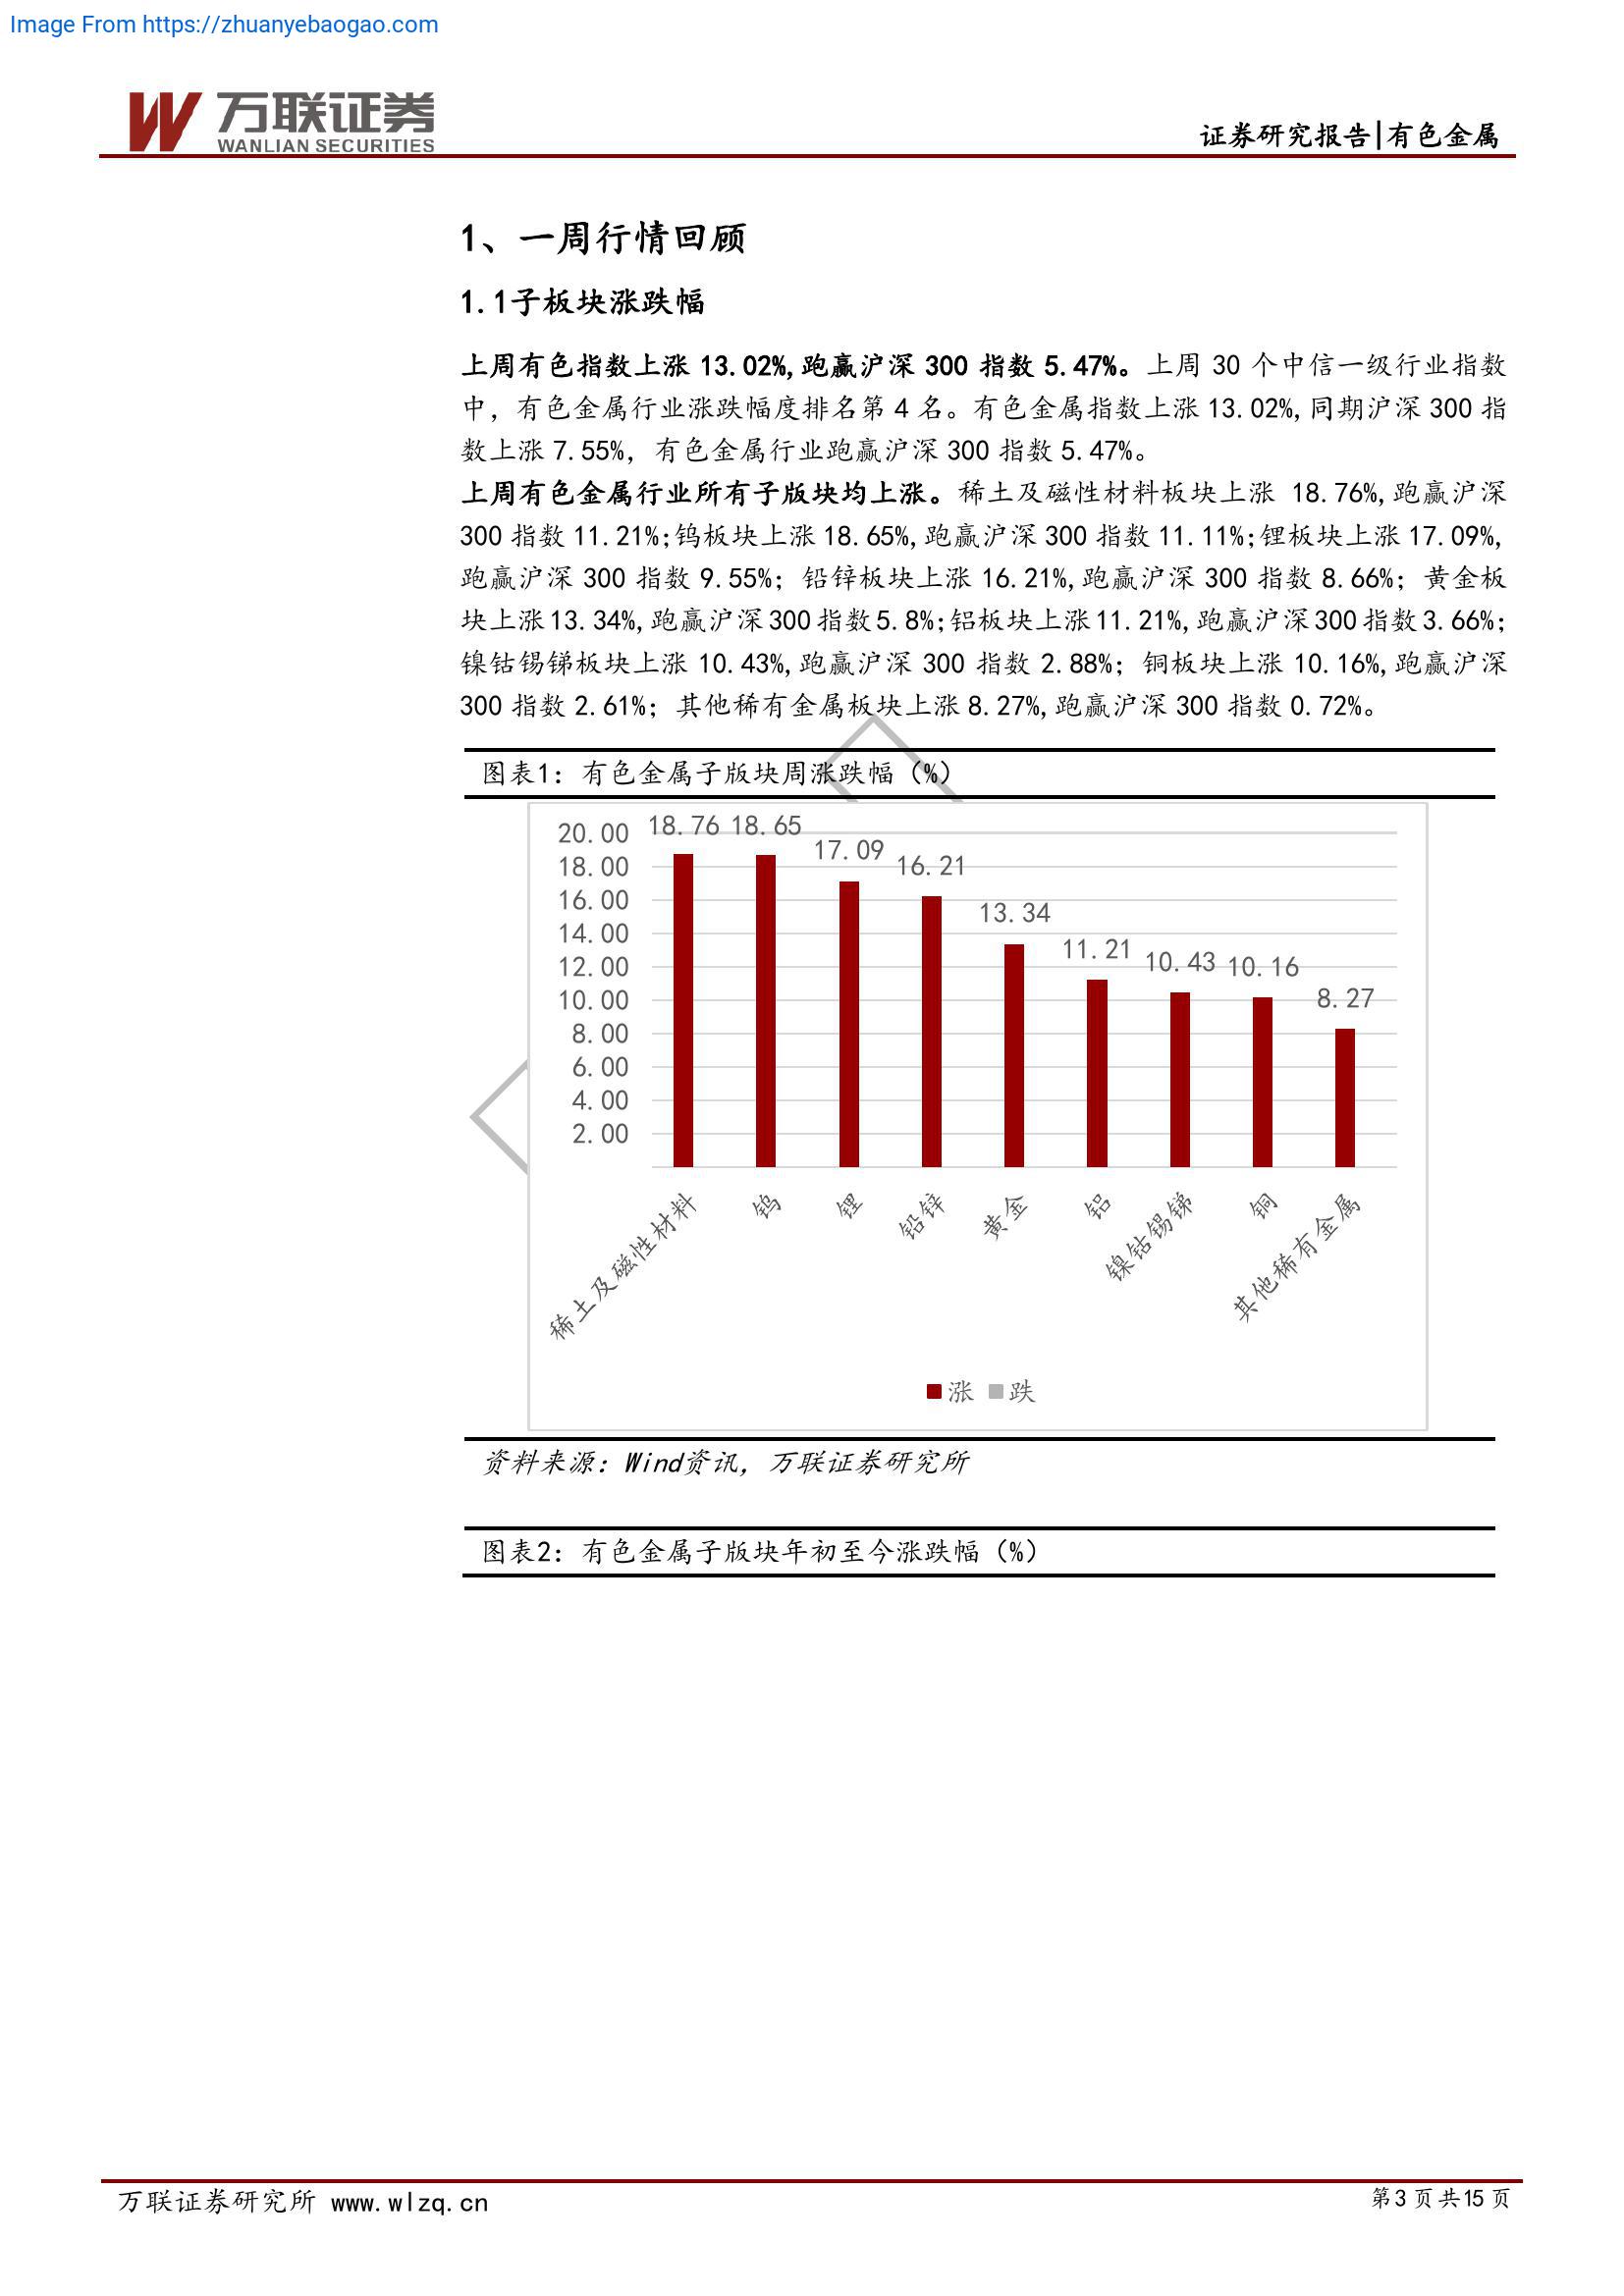 Image From https://zhuanyebaogao.com
万联证券
WANLIAN SECURITIES
证券研究报告|有色金属
1、一周行情回顾
1.1子板块涨跌幅
上周有色指数上涨 13.02%,跑赢沪深 300 指数 5.47%。上周 30 个中信一级行业指数
中，有色金属行业涨跌幅度排名第 4 名。有色金属指数上涨 13.02%,同期沪深 300 指
数上涨 7.55%，有色金属行业跑赢沪深 300 指数 5.47%。
上周有色金属行业所有子版块均上涨。稀土及磁性材料板块上涨 18.76%,跑赢沪深
300 指数 11.21%;钨板块上涨 18.65%,跑赢沪深 300 指数 11.11%;锂板块上涨 17.09%,
跑赢沪深 300 指数 9.55%；铅锌板块上涨 16.21%,跑赢沪深 300 指数 8.66%；黄金板
块上涨 13.34%,跑赢沪深 300 指数 5.8%;铝板块上涨 11.21%,跑赢沪深 300 指数 3.66%;
镍钴锡锑板块上涨 10.43%,跑赢沪深 300 指数 2.88%；铜板块上涨 10.16%,跑赢沪深
300 指数 2.61%；其他稀有金属板块上涨 8.27%,跑赢沪深 300 指数 0.72%。
图表1：有色金属子版块周涨跌幅（%）
20.00
18.00
16.00
14.00
12.00
10.00
8.00
6.00
4.00
2.00
18.76
18.65
17.09
16.21
13.34
11.21
10.43
10.16
8.27
稀土及磁性材料
钨
锂
铅锌
黄金
铝
镍钴锡锑
铜
其他稀有金属
涨 跌
资料来源：Wind资讯，万联证券研究所
图表2：有色金属子版块年初至今涨跌幅（%）
万联证券研究所 www.wlzq.cn
第 3 页 共 15 页